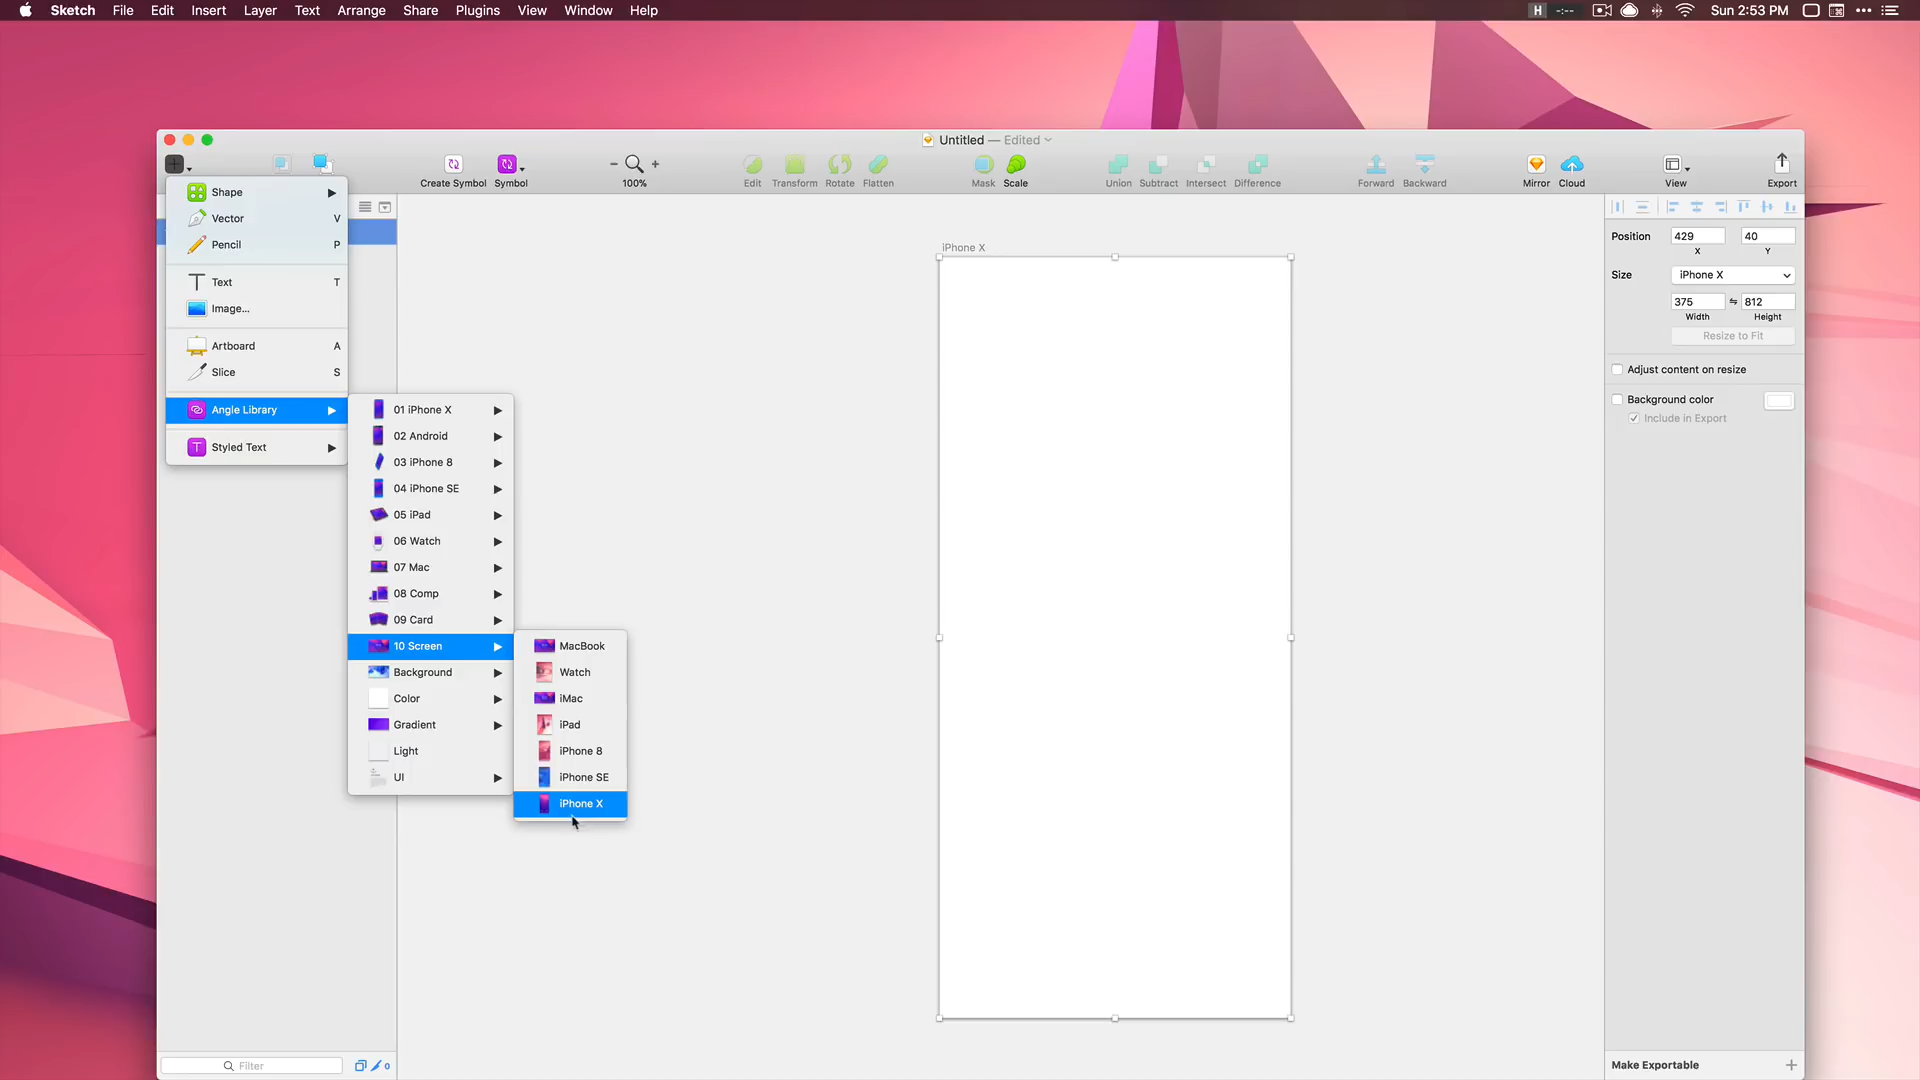 Sketch File Edit Insert Layer Text Arrange Share Plugins View Window Help
H -:-- Sun 2:53 PM
Untitled — Edited
Create Symbol Symbol 100% Edit Transform Rotate Flatten Mask Scale Union Subtract Intersect Difference Forward Backward Mirror Cloud View Export
Shape
Vector V
Pencil P
Text T
Image...
Artboard A
Slice S
Angle Library
Styled Text
01 iPhone X
02 Android
03 iPhone 8
04 iPhone SE
05 iPad
06 Watch
07 Mac
08 Comp
09 Card
10 Screen
Background
Color
Gradient
Light
UI
MacBook
Watch
iMac
iPad
iPhone 8
iPhone SE
iPhone X
iPhone X
Position 429 40
X Y
Size iPhone X
375 812
Width Height
Resize to Fit
Adjust content on resize
Background color
Include in Export
Filter 0
Make Exportable